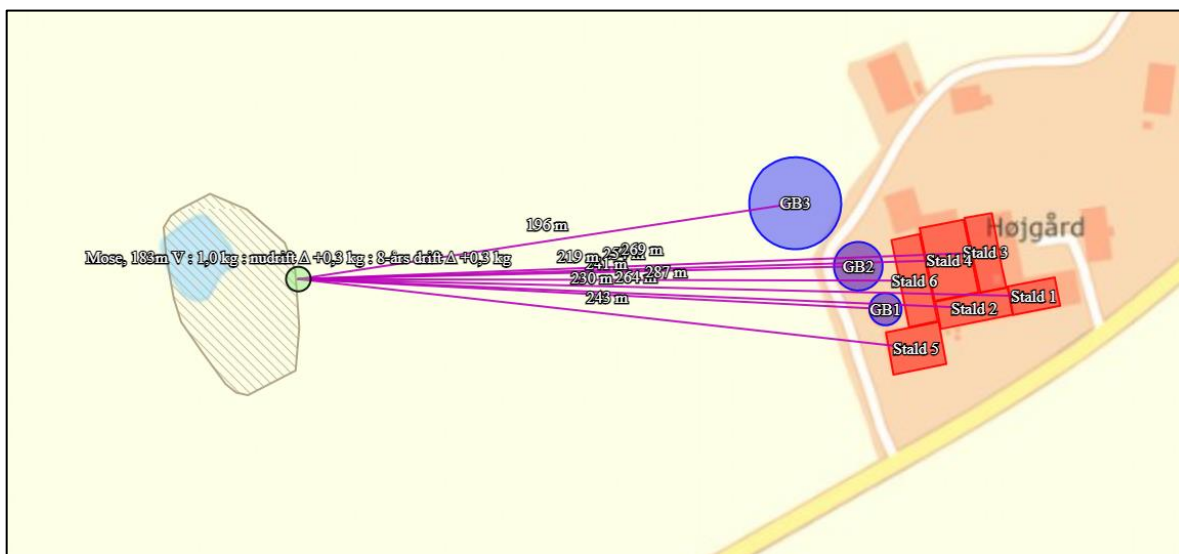 196 m
GB3
Højgård
269 m
Mose, 183m V : 1,0 kg : nudrift Δ +0,3 kg : 8-års drift Δ +0,3 kg
219 m
Stald 3
Stald 4
GB2
287 m
230 m
264 m
Stald 6
243 m
Stald 1
GB1
Stald 2
Stald 5